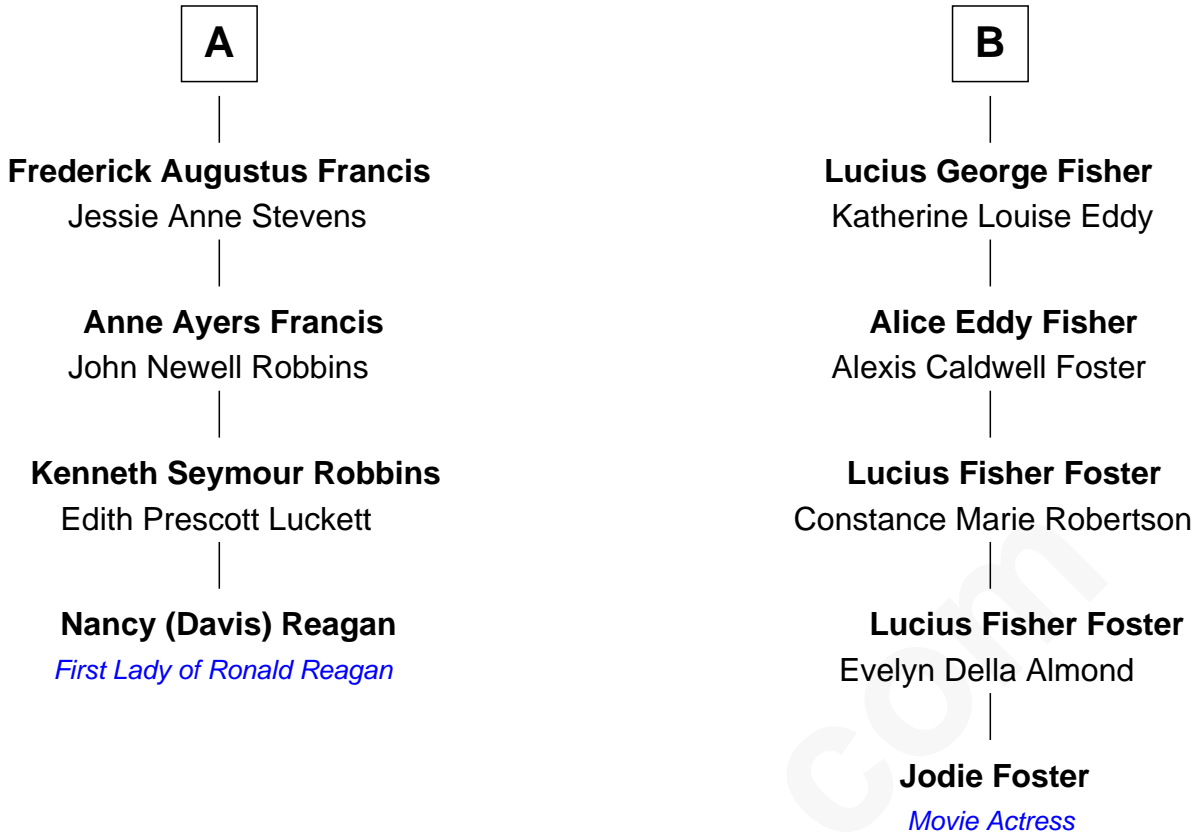 A
Frederick Augustus Francis
Jessie Anne Stevens
Anne Ayers Francis
John Newell Robbins
Kenneth Seymour Robbins
Edith Prescott Luckett
Nancy (Davis) Reagan
First Lady of Ronald Reagan
B
Lucius George Fisher
Katherine Louise Eddy
Alice Eddy Fisher
Alexis Caldwell Foster
Lucius Fisher Foster
Constance Marie Robertson
Lucius Fisher Foster
Evelyn Della Almond
Jodie Foster
Movie Actress
com